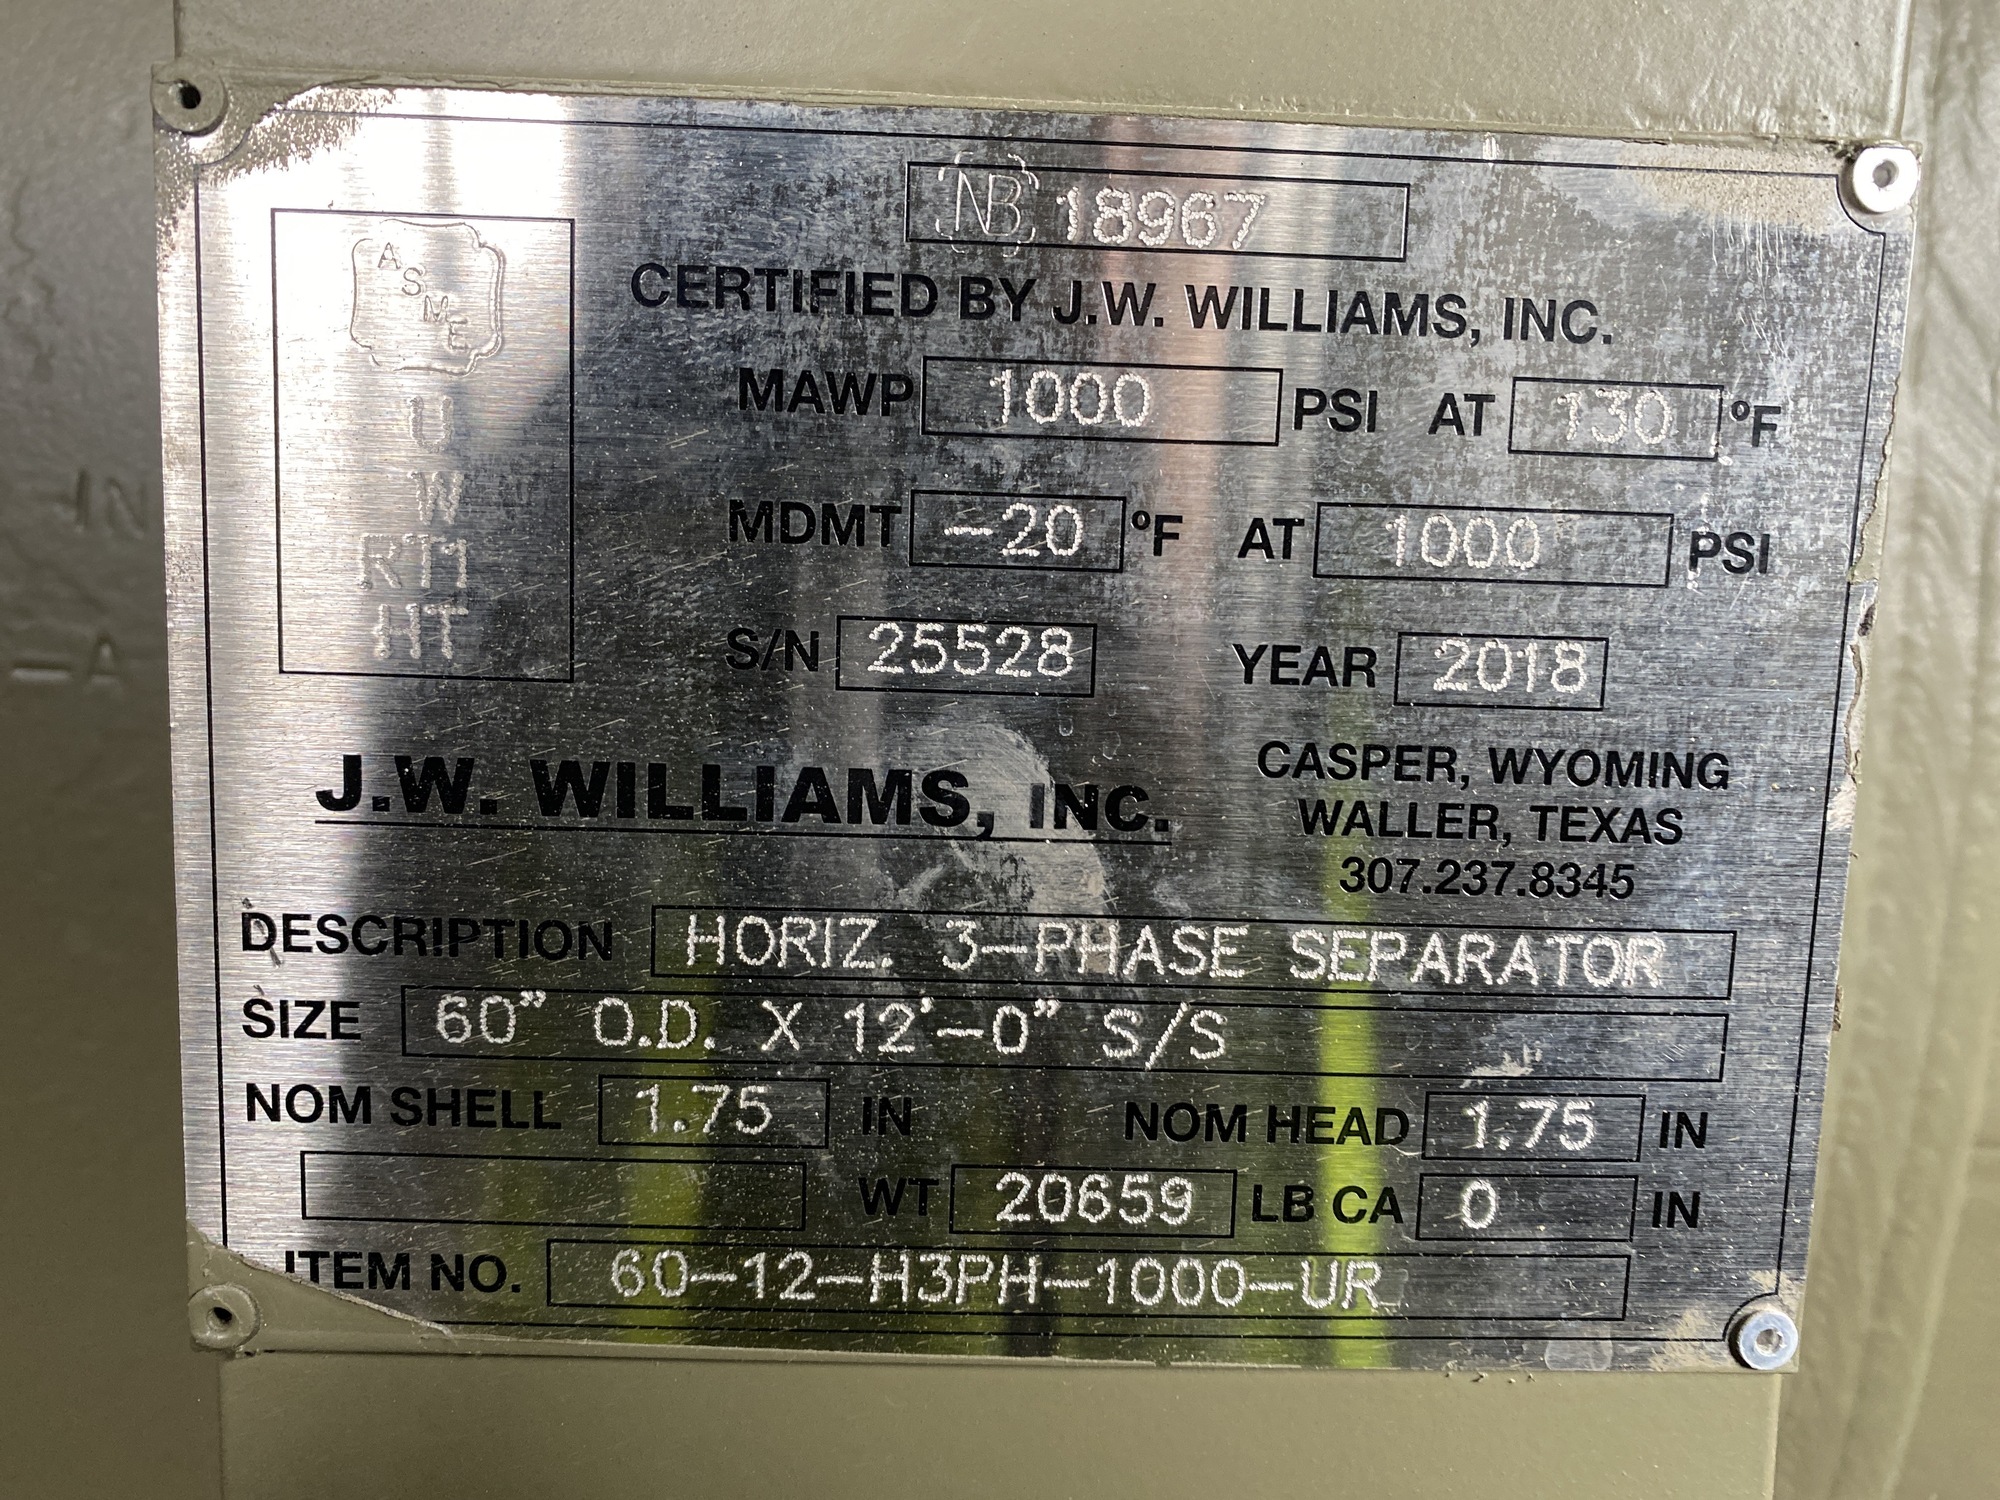 NB 18967
ASME
U
W
RT1
HT
CERTIFIED BY J.W. WILLIAMS, INC.
MAWP 1000 PSI AT 130 °F
MDMT -20 °F AT 1000 PSI
S/N 25528 YEAR 2018
J.W. WILLIAMS, INC.
CASPER, WYOMING
WALLER, TEXAS
307.237.8345
DESCRIPTION HORIZ. 3-PHASE SEPARATOR
SIZE 60" O.D. X 12'-0" S/S
NOM SHELL 1.75 IN NOM HEAD 1.75 IN
WT 20659 LB CA 0 IN
ITEM NO. 60-12-H3PH-1000-UR
-IN
-A